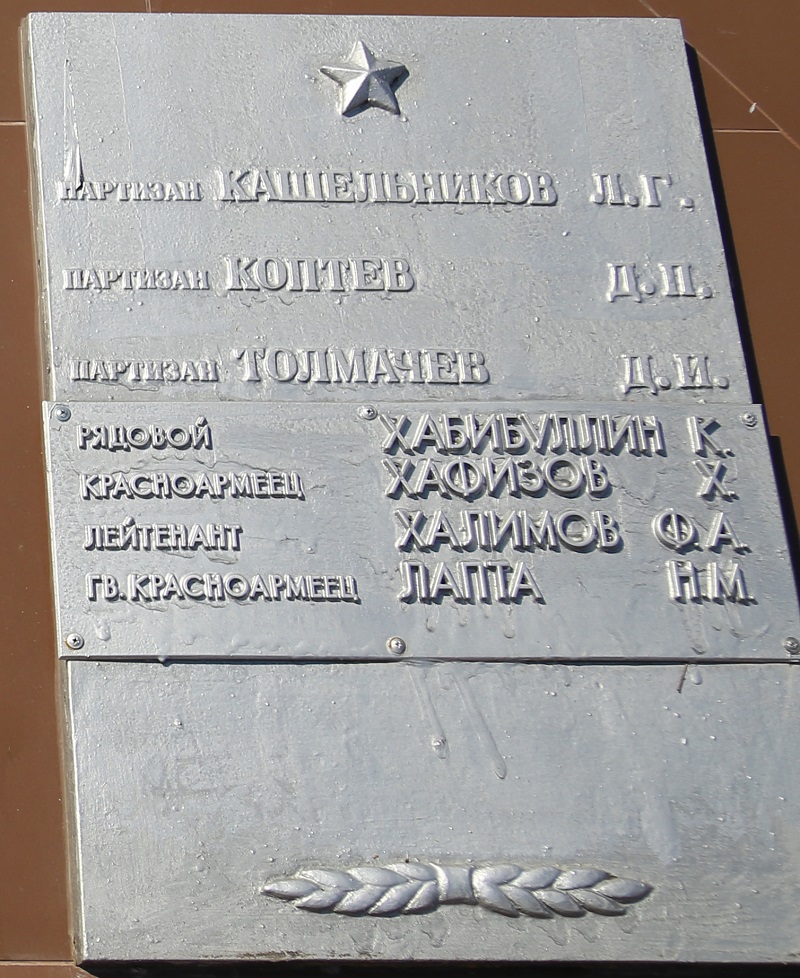 ПАРТИЗАН КАШЕЛЬНИКОВ Л.Г.
ПАРТИЗАН КОПТЕВ Д.П.
ПАРТИЗАН ТОЛМАЧЕВ Д.И.
РЯДОВОЙ ХАБИБУЛЛИН К.
КРАСНОАРМЕЕЦ ХАФИЗОВ Х.
ЛЕЙТЕНАНТ ХАЛИМОВ Ф.А.
ГВ.КРАСНОАРМЕЕЦ ЛАПТА Н.М.